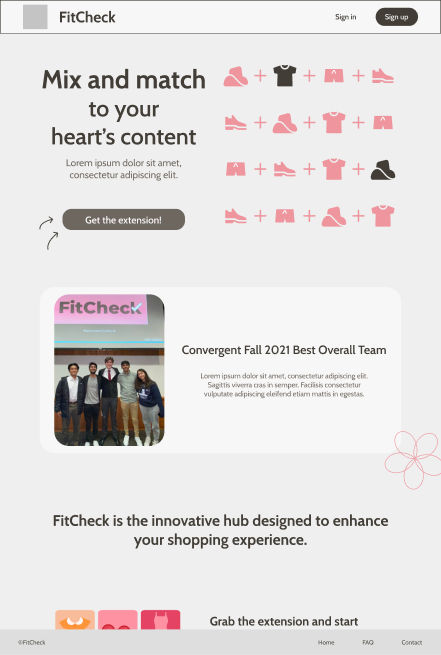 FitCheck
Sign in
Sign up
Mix and match
to your
heart's content
Lorem ipsum dolor sit amet,
consectetur adipiscing elit.
Get the extension!
FitCheck
Convergent Fall 2021 Best Overall Team
Lorem ipsum dolor sit amet, consectetur adipiscing elit.
Sagittis viverra cras in semper. Facilisis consectetur
vulputate adipiscing eleifend etiam mattis in egestas.
FitCheck is the innovative hub designed to enhance
your shopping experience.
Grab the extension and start
©FitCheck
Home
FAQ
Contact